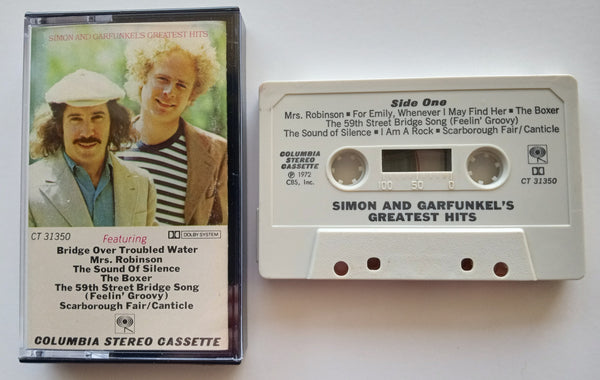 SIMON AND GARFUNKEL'S GREATEST HITS
CT 31350
Featuring
DOLBY SYSTEM
Bridge Over Troubled Water
Mrs. Robinson
The Sound Of Silence
The Boxer
The 59th Street Bridge Song
(Feelin' Groovy)
Scarborough Fair/Canticle
COLUMBIA STEREO CASSETTE
Side One
Mrs. Robinson ■ For Emily, Whenever I May Find Her ■ The Boxer
The 59th Street Bridge Song (Feelin' Groovy)
The Sound of Silence ■ I Am A Rock ■ Scarborough Fair/Canticle
COLUMBIA
STEREO
CASSETTE
℗ 1972
CBS, Inc.
100 50 0
CT 31350
SIMON AND GARFUNKEL'S
GREATEST HITS